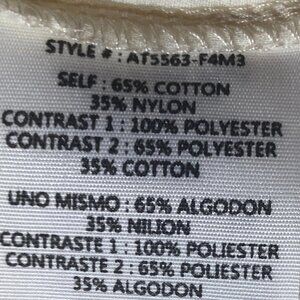 STYLE # : AT5563-F4M3
SELF : 65% COTTON
35% NYLON
CONTRAST 1 : 100% POLYESTER
CONTRAST 2 : 65% POLYESTER
35% COTTON
UNO MISMO : 65% ALGODON
35% NILION
CONTRASTE 1 : 100% POLIESTER
CONTRASTE 2 : 65% POLIESTER
35% ALGODON